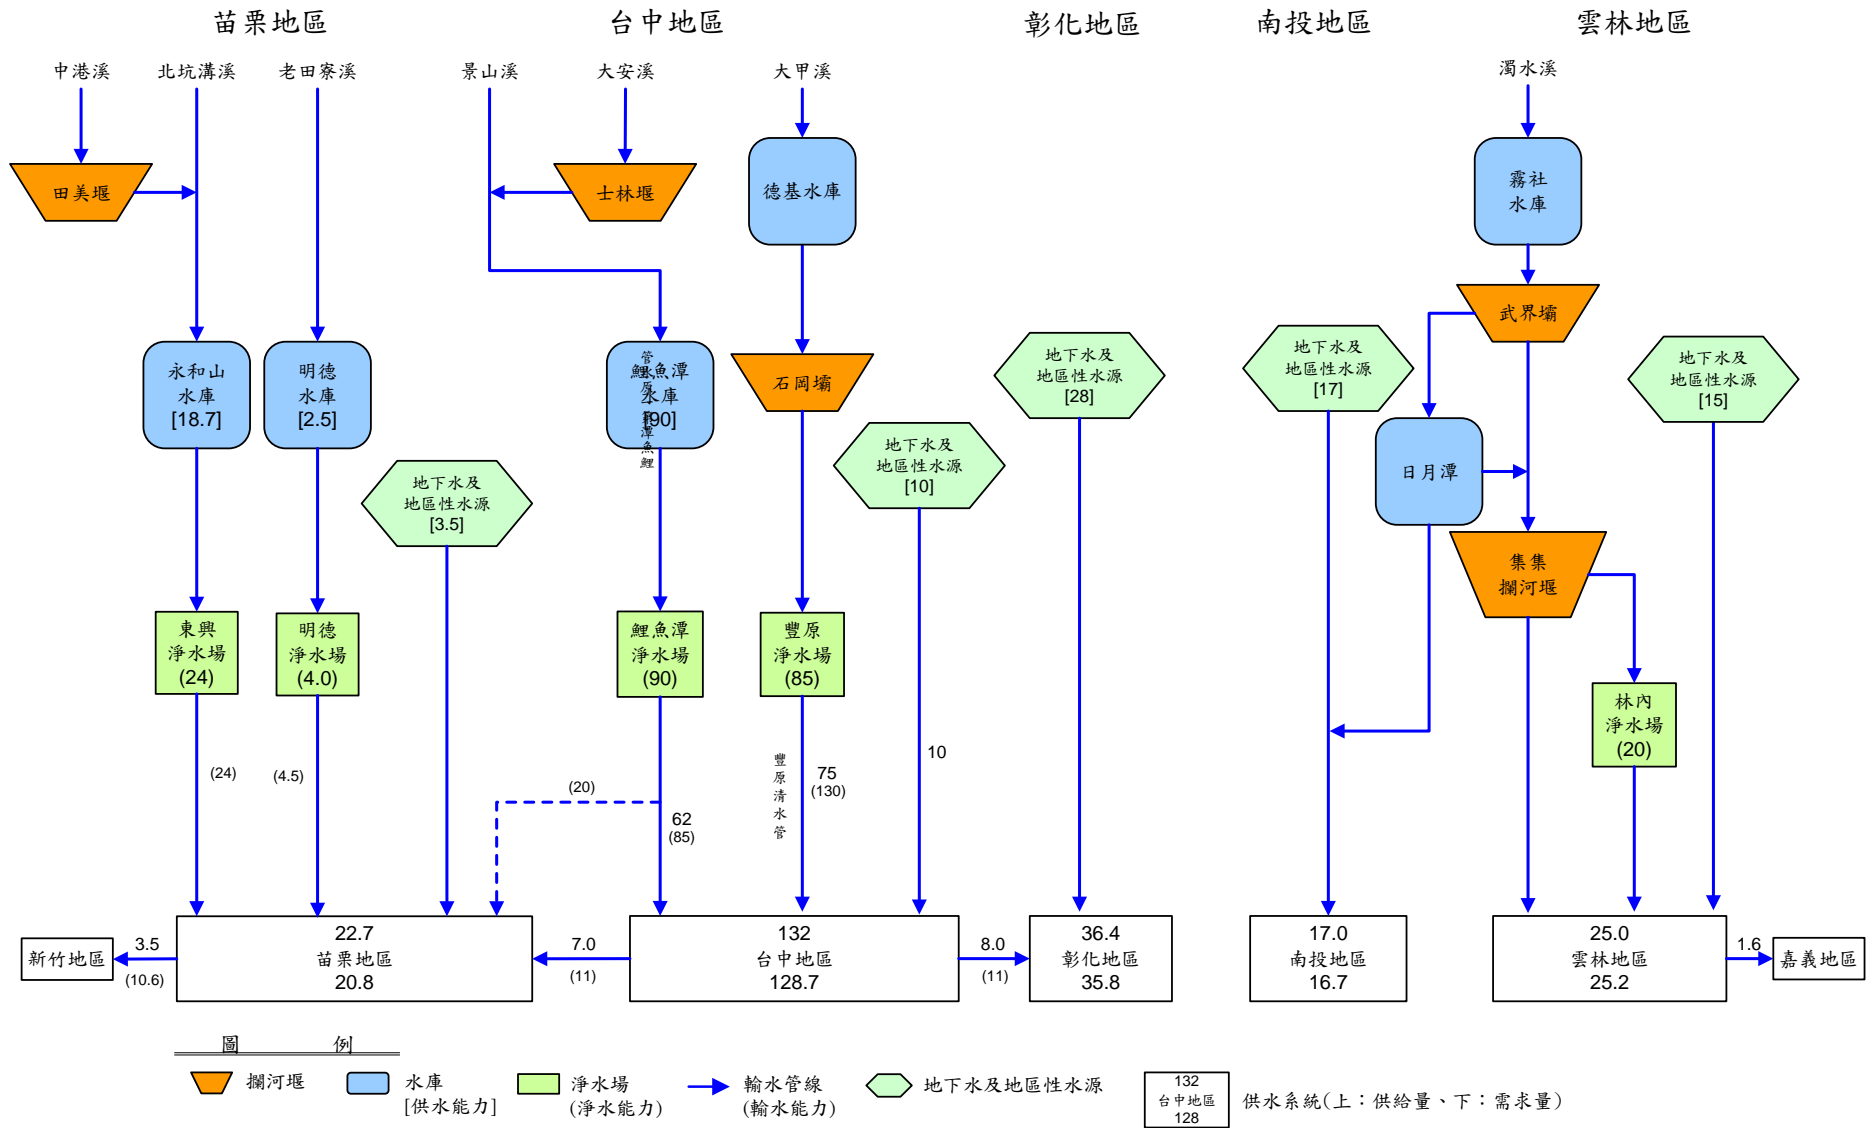 苗栗地區
台中地區
彰化地區
南投地區
雲林地區
中港溪
北坑溝溪
老田寮溪
景山溪
大安溪
大甲溪
濁水溪
田美堰
士林堰
德基水庫
霧社
水庫
武界壩
永和山
水庫
[18.7]
明德
水庫
[2.5]
鯉魚潭
水庫
[90]
石岡壩
地下水及
地區性水源
[28]
地下水及
地區性水源
[17]
地下水及
地區性水源
[15]
地下水及
地區性水源
[3.5]
地下水及
地區性水源
[10]
日月潭
集集
攔河堰
東興
淨水場
(24)
明德
淨水場
(4.0)
鯉魚潭
淨水場
(90)
豐原
淨水場
(85)
林內
淨水場
(20)
(24)
(4.5)
(20)
62
(85)
豐原清水管
75
(130)
10
新竹地區
3.5
(10.6)
22.7
苗栗地區
20.8
7.0
(11)
132
台中地區
128.7
8.0
(11)
36.4
彰化地區
35.8
17.0
南投地區
16.7
25.0
雲林地區
25.2
1.6
嘉義地區
圖 例
攔河堰
水庫
[供水能力]
淨水場
(淨水能力)
輸水管線
(輸水能力)
地下水及地區性水源
132
台中地區
128
供水系統(上：供給量、下：需求量)